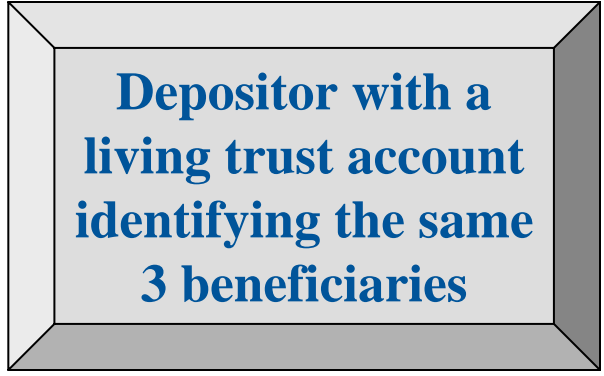 Depositor with a
living trust account
identifying the same
3 beneficiaries